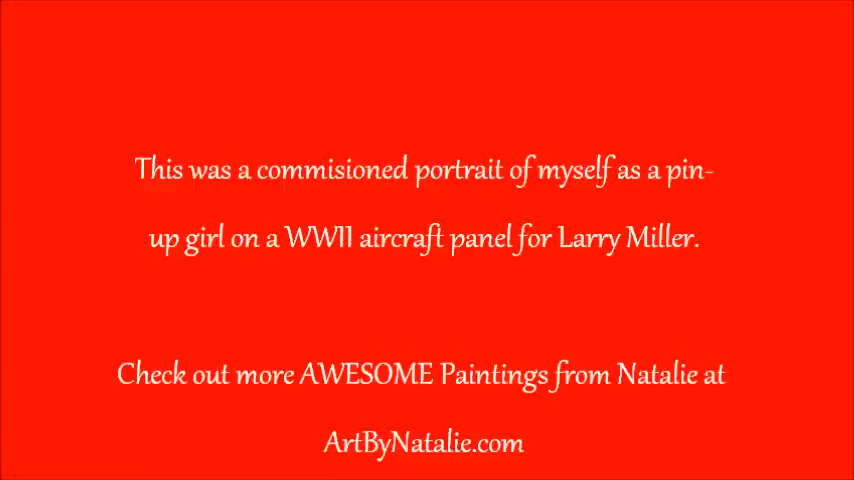 This was a commisioned portrait of myself as a pin-
up girl on a WWII aircraft panel for Larry Miller.
Check out more AWESOME Paintings from Natalie at
ArtByNatalie.com